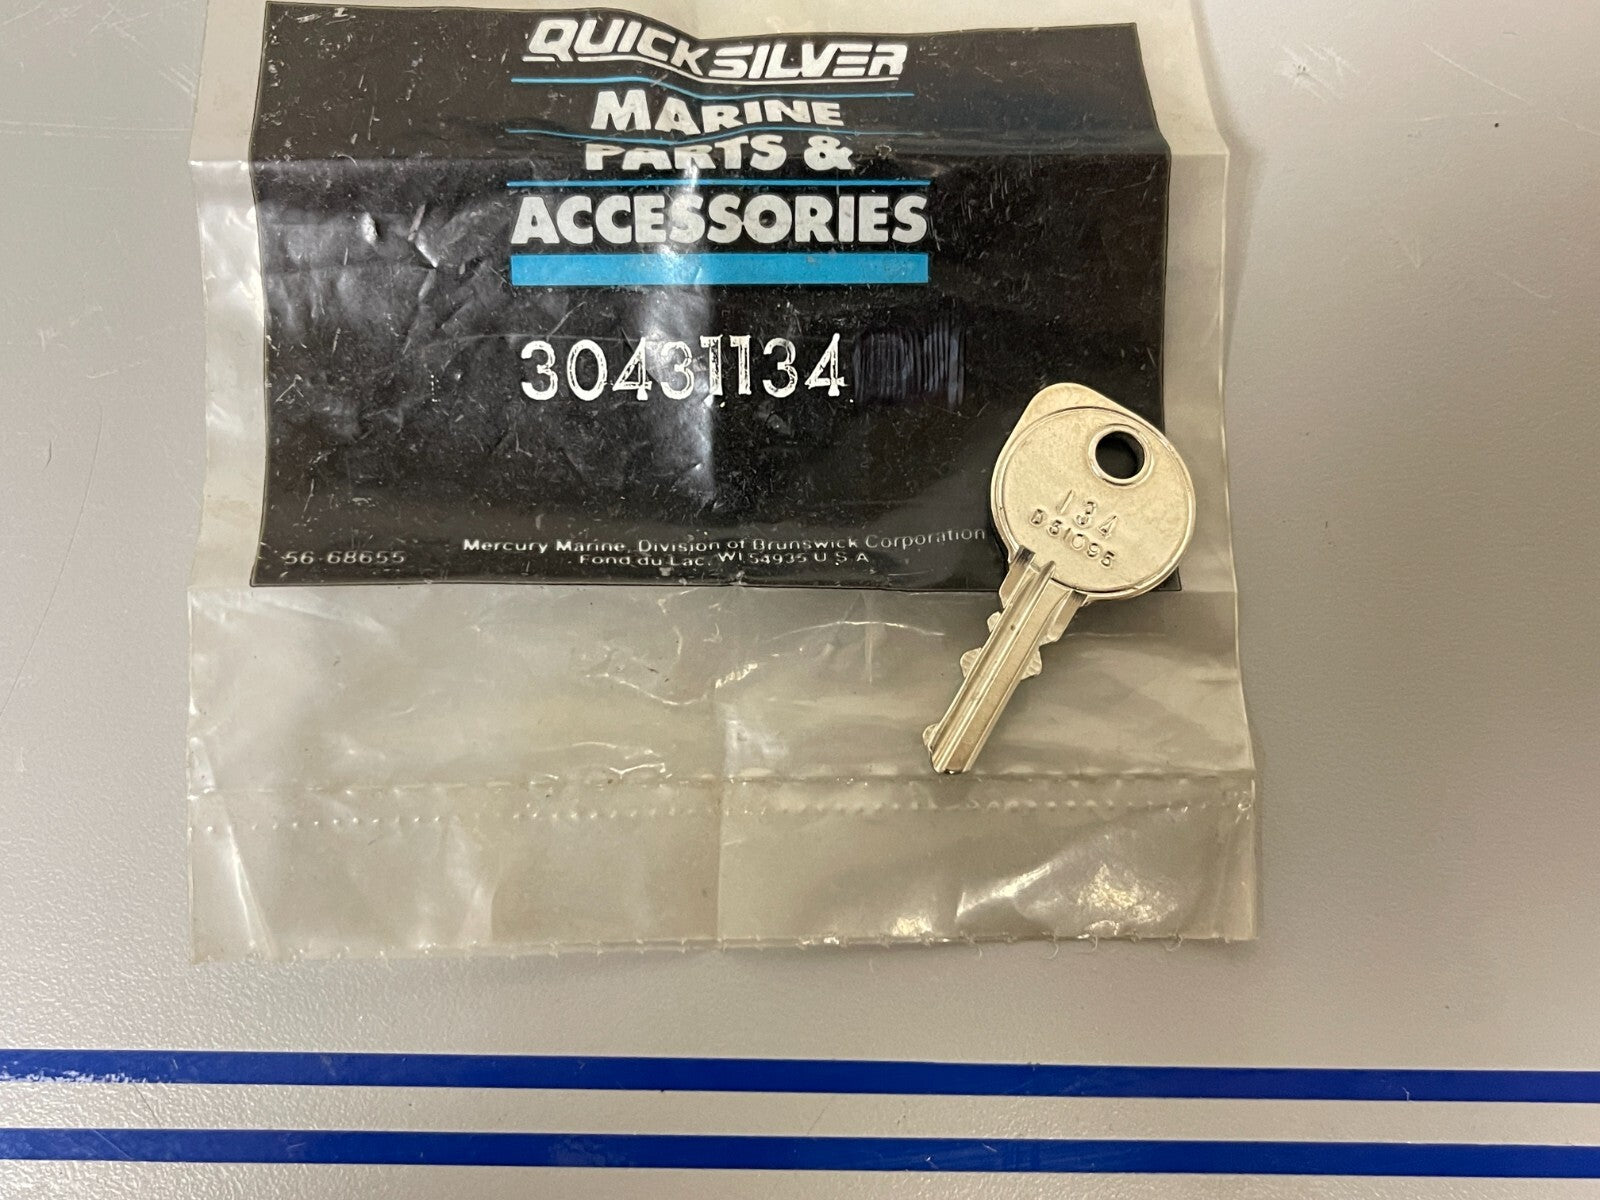 QUICKSILVER
MARINE
PARTS &
ACCESSORIES
30431134
56-68655
Mercury Marine, Division of Brunswick Corporation
Fond du Lac, WI 54935 U S A
134
D51095